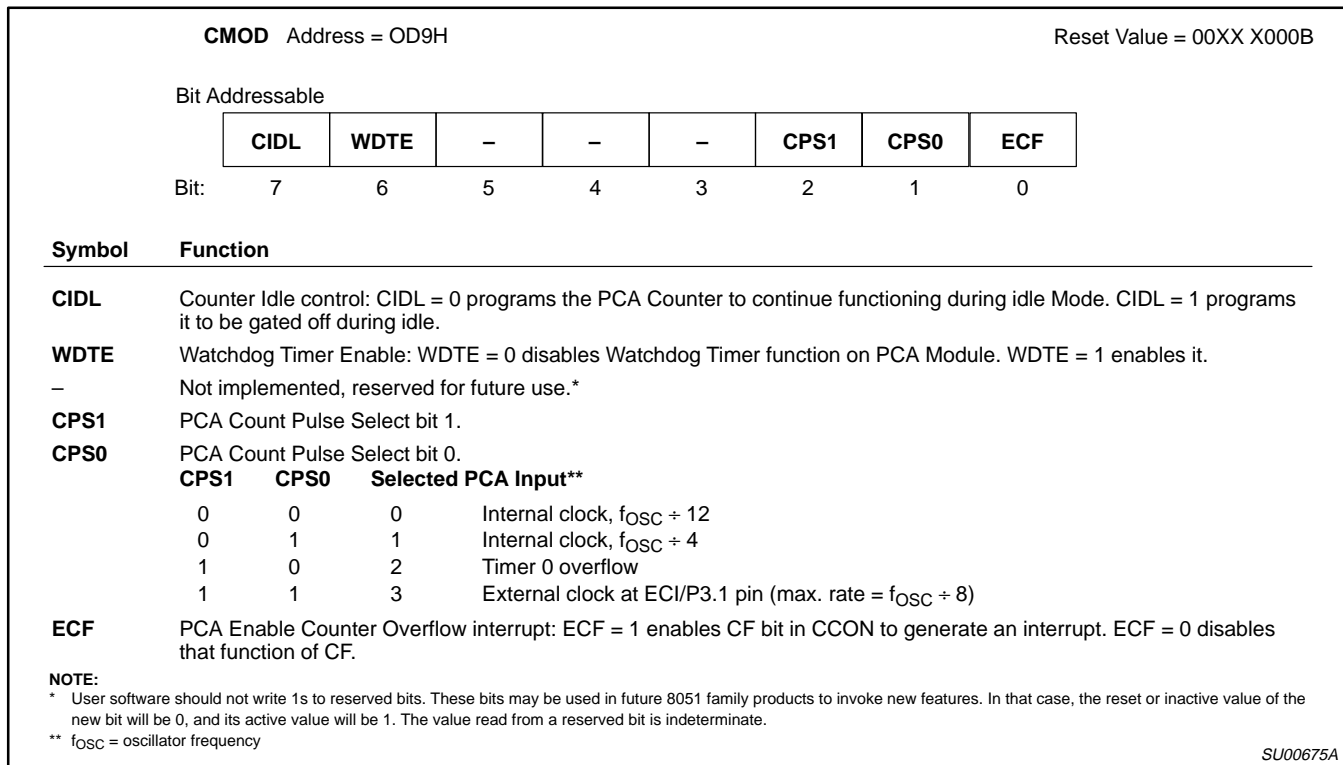 CMOD Address = OD9H Reset Value = 00XX X000B
Bit Addressable
CIDL WDTE – – – CPS1 CPS0 ECF
Bit: 7 6 5 4 3 2 1 0
Symbol Function
CIDL Counter Idle control: CIDL = 0 programs the PCA Counter to continue functioning during idle Mode. CIDL = 1 programs
it to be gated off during idle.
WDTE Watchdog Timer Enable: WDTE = 0 disables Watchdog Timer function on PCA Module. WDTE = 1 enables it.
– Not implemented, reserved for future use.*
CPS1 PCA Count Pulse Select bit 1.
CPS0 PCA Count Pulse Select bit 0.
CPS1 CPS0 Selected PCA Input**
0 0 0 Internal clock, fOSC ÷ 12
0 1 1 Internal clock, fOSC ÷ 4
1 0 2 Timer 0 overflow
1 1 3 External clock at ECI/P3.1 pin (max. rate = fOSC ÷ 8)
ECF PCA Enable Counter Overflow interrupt: ECF = 1 enables CF bit in CCON to generate an interrupt. ECF = 0 disables
that function of CF.
NOTE:
* User software should not write 1s to reserved bits. These bits may be used in future 8051 family products to invoke new features. In that case, the reset or inactive value of the
new bit will be 0, and its active value will be 1. The value read from a reserved bit is indeterminate.
** fOSC = oscillator frequency
SU00675A